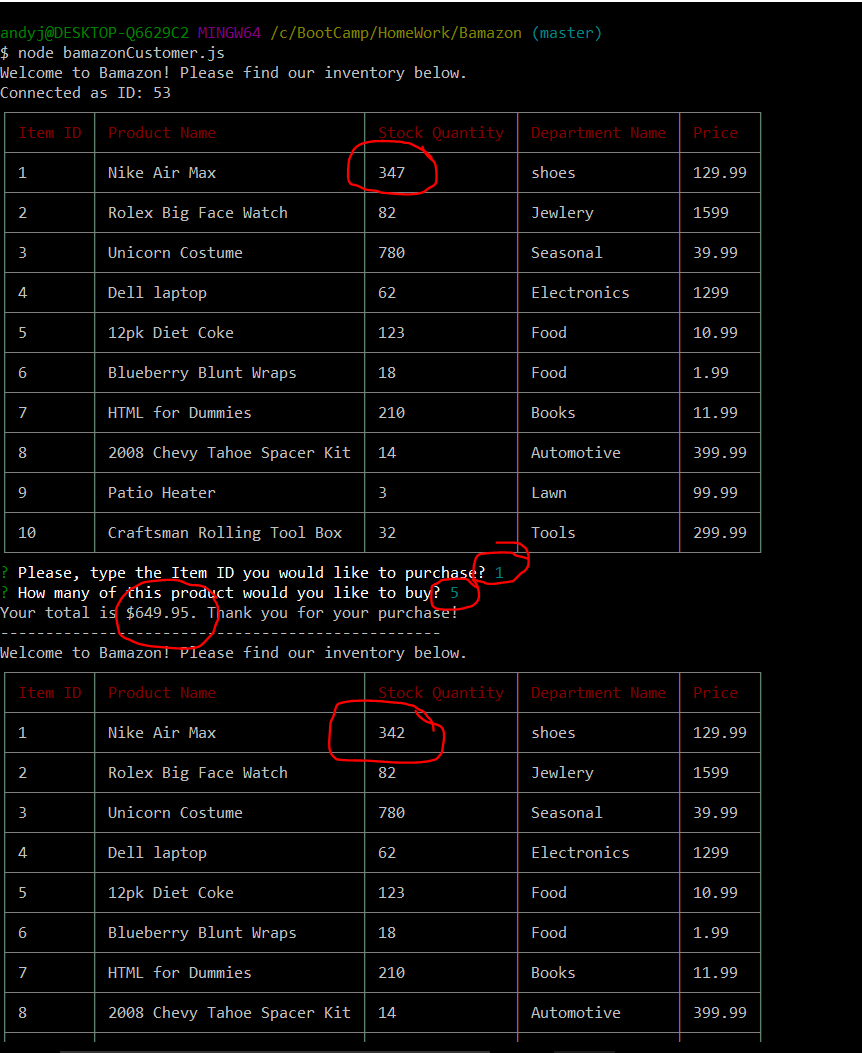 andyj@DESKTOP-Q6629C2 MINGW64 /c/BootCamp/HomeWork/Bamazon (master)
$ node bamazonCustomer.js
Welcome to Bamazon! Please find our inventory below.
Connected as ID: 53
Item ID Product Name Stock Quantity Department Name Price
1 Nike Air Max 347 shoes 129.99
2 Rolex Big Face Watch 82 Jewlery 1599
3 Unicorn Costume 780 Seasonal 39.99
4 Dell laptop 62 Electronics 1299
5 12pk Diet Coke 123 Food 10.99
6 Blueberry Blunt Wraps 18 Food 1.99
7 HTML for Dummies 210 Books 11.99
8 2008 Chevy Tahoe Spacer Kit 14 Automotive 399.99
9 Patio Heater 3 Lawn 99.99
10 Craftsman Rolling Tool Box 32 Tools 299.99
? Please, type the Item ID you would like to purchase? 1
? How many of this product would you like to buy? 5
Your total is $649.95. Thank you for your purchase!
-------------------------------------------------
Welcome to Bamazon! Please find our inventory below.
Item ID Product Name Stock Quantity Department Name Price
1 Nike Air Max 342 shoes 129.99
2 Rolex Big Face Watch 82 Jewlery 1599
3 Unicorn Costume 780 Seasonal 39.99
4 Dell laptop 62 Electronics 1299
5 12pk Diet Coke 123 Food 10.99
6 Blueberry Blunt Wraps 18 Food 1.99
7 HTML for Dummies 210 Books 11.99
8 2008 Chevy Tahoe Spacer Kit 14 Automotive 399.99